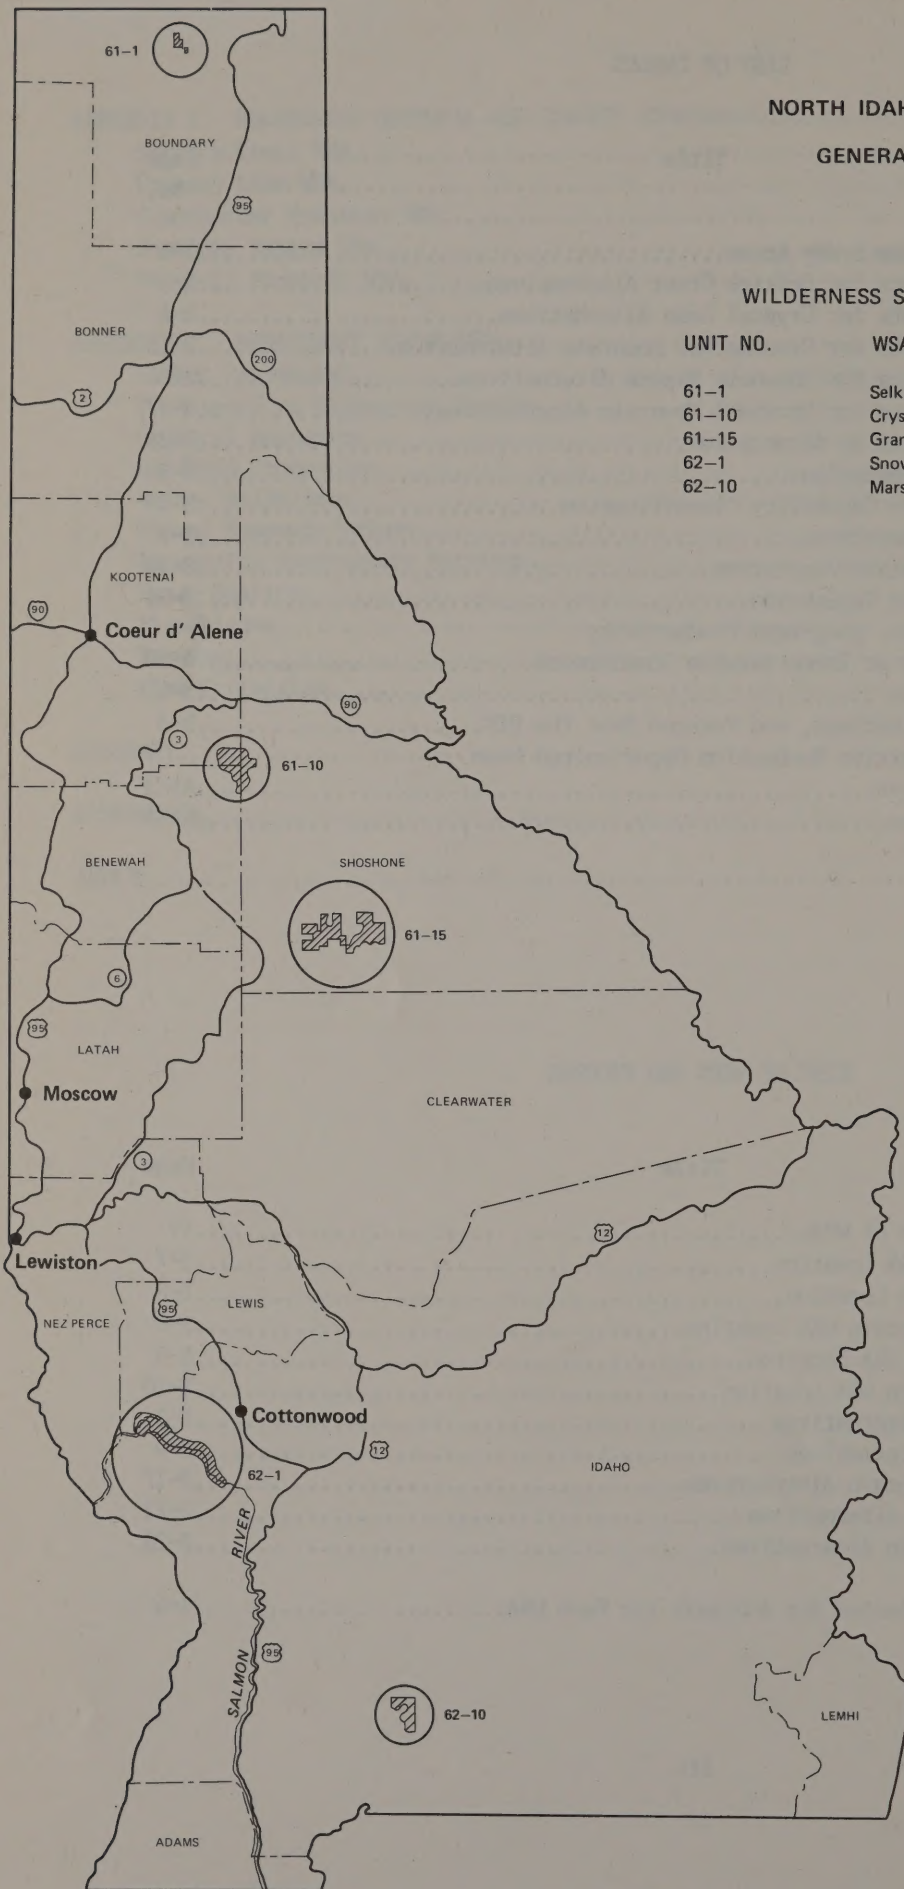 61-1
NORTH IDAH
GENERA
BOUNDARY
95
WILDERNESS S
BONNER
UNIT NO. WSA
200
2
61-1 Selk
61-10 Crys
61-15 Gran
62-1 Snow
62-10 Mars
KOOTENAI
90
Coeur d' Alene
90
3
61-10
BENEWAH
SHOSHONE
61-15
6
95
LATAH
Moscow
CLEARWATER
3
12
Lewiston
95
LEWIS
NEZ PERCE
Cottonwood
12
IDAHO
62-1
RIVER
SALMON
95
62-10
LEMHI
ADAMS